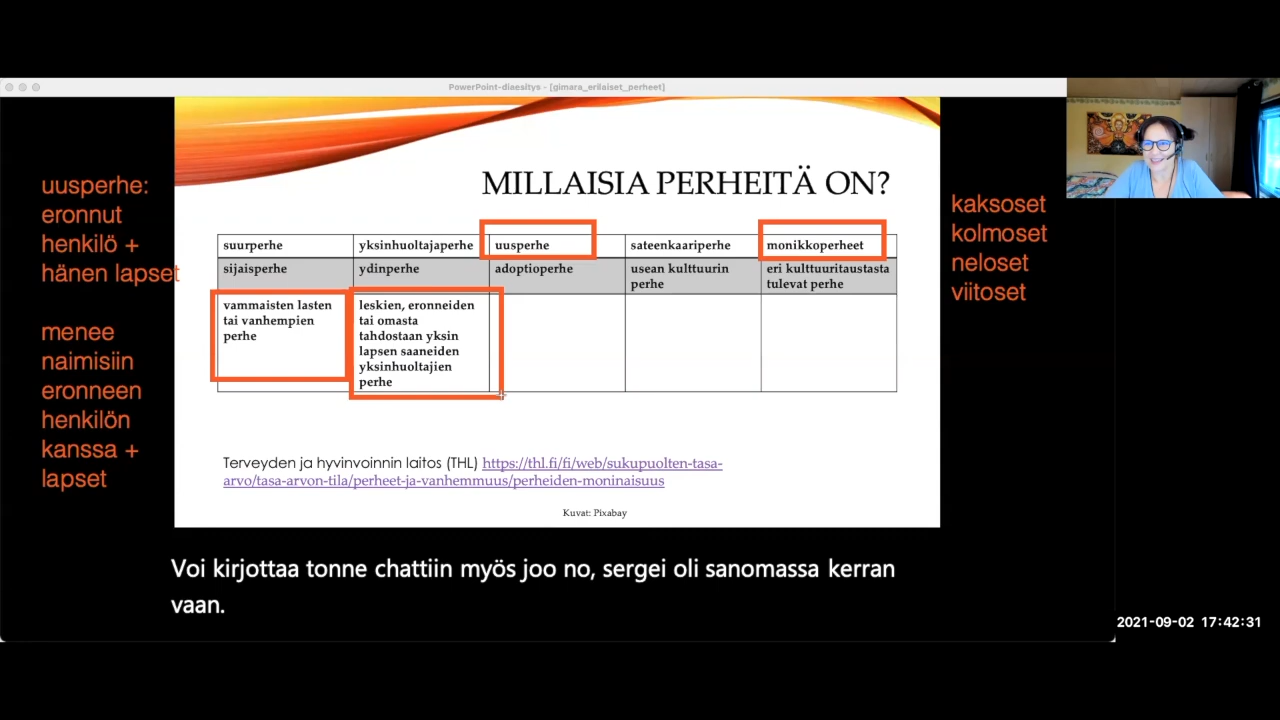 PowerPoint-diaesitys - [gimara_erilaiset_perheet]
uusperhe:
eronnut
henkilö +
hänen lapset
menee
naimisiin
eronneen
henkilön
kanssa +
lapset
MILLAISIA PERHEITÄ ON?
suurperhe
yksinhuoltajaperhe
uusperhe
sateenkaariperhe
monikkoperheet
sijaisperhe
ydinperhe
adoptioperhe
usean kulttuurin
perhe
eri kulttuuritaustasta
tulevat perhe
vammaisten lasten
tai vanhempien
perhe
leskien, eronneiden
tai omasta
tahdostaan yksin
lapsen saaneiden
yksinhuoltajien
perhe
Terveyden ja hyvinvoinnin laitos (THL) https://thl.fi/fi/web/sukupuolten-tasa-
arvo/tasa-arvon-tila/perheet-ja-vanhemmuus/perheiden-moninaisuus
Kuvat: Pixabay
kaksoset
kolmoset
neloset
viitoset
Voi kirjottaa tonne chattiin myös joo no, sergei oli sanomassa kerran
vaan.
2021-09-02 17:42:31